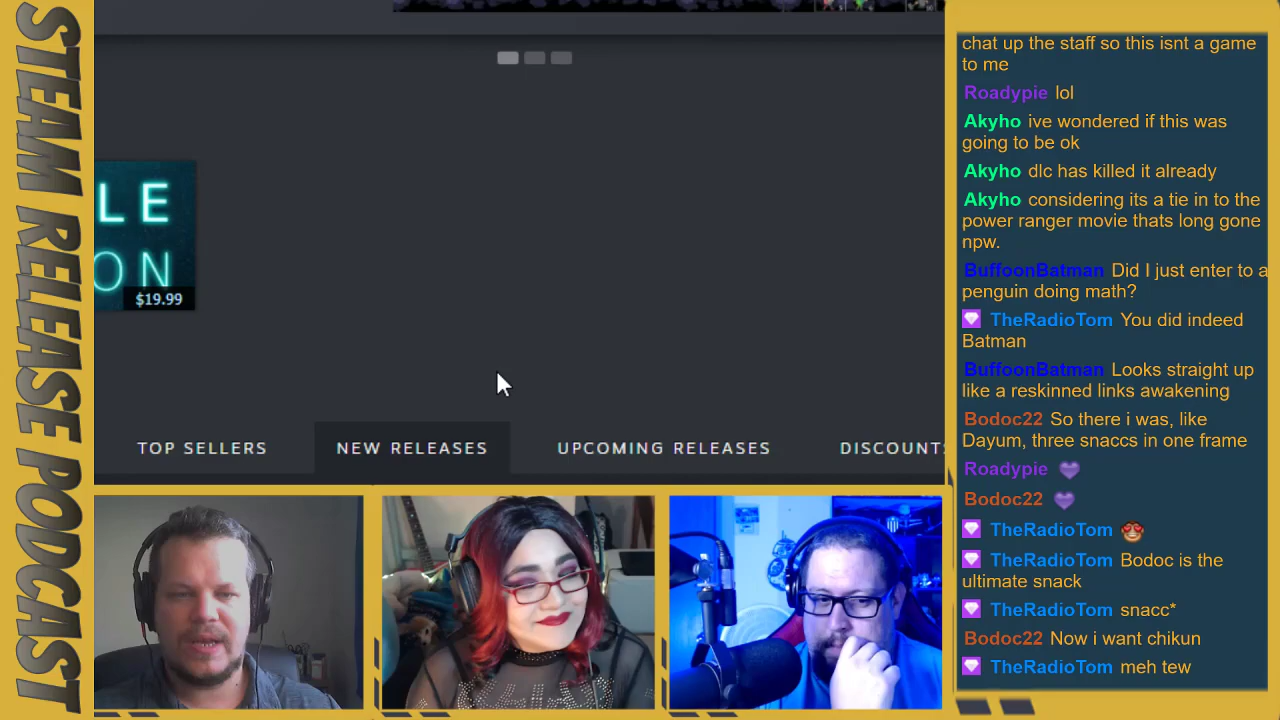 STEAM RELEASE PODCAST
LE
ON
$19.99
TOP SELLERS
NEW RELEASES
UPCOMING RELEASES
DISCOUNTS
chat up the staff so this isnt a game
to me
Roadypie lol
Akyho ive wondered if this was
going to be ok
Akyho dlc has killed it already
Akyho considering its a tie in to the
power ranger movie thats long gone
npw.
BuffoonBatman Did I just enter to a
penguin doing math?
TheRadioTom You did indeed
Batman
BuffoonBatman Looks straight up
like a reskinned links awakening
Bodoc22 So there i was, like
Dayum, three snaccs in one frame
Roadypie
Bodoc22
TheRadioTom
TheRadioTom Bodoc is the
ultimate snack
TheRadioTom snacc*
Bodoc22 Now i want chikun
TheRadioTom meh tew